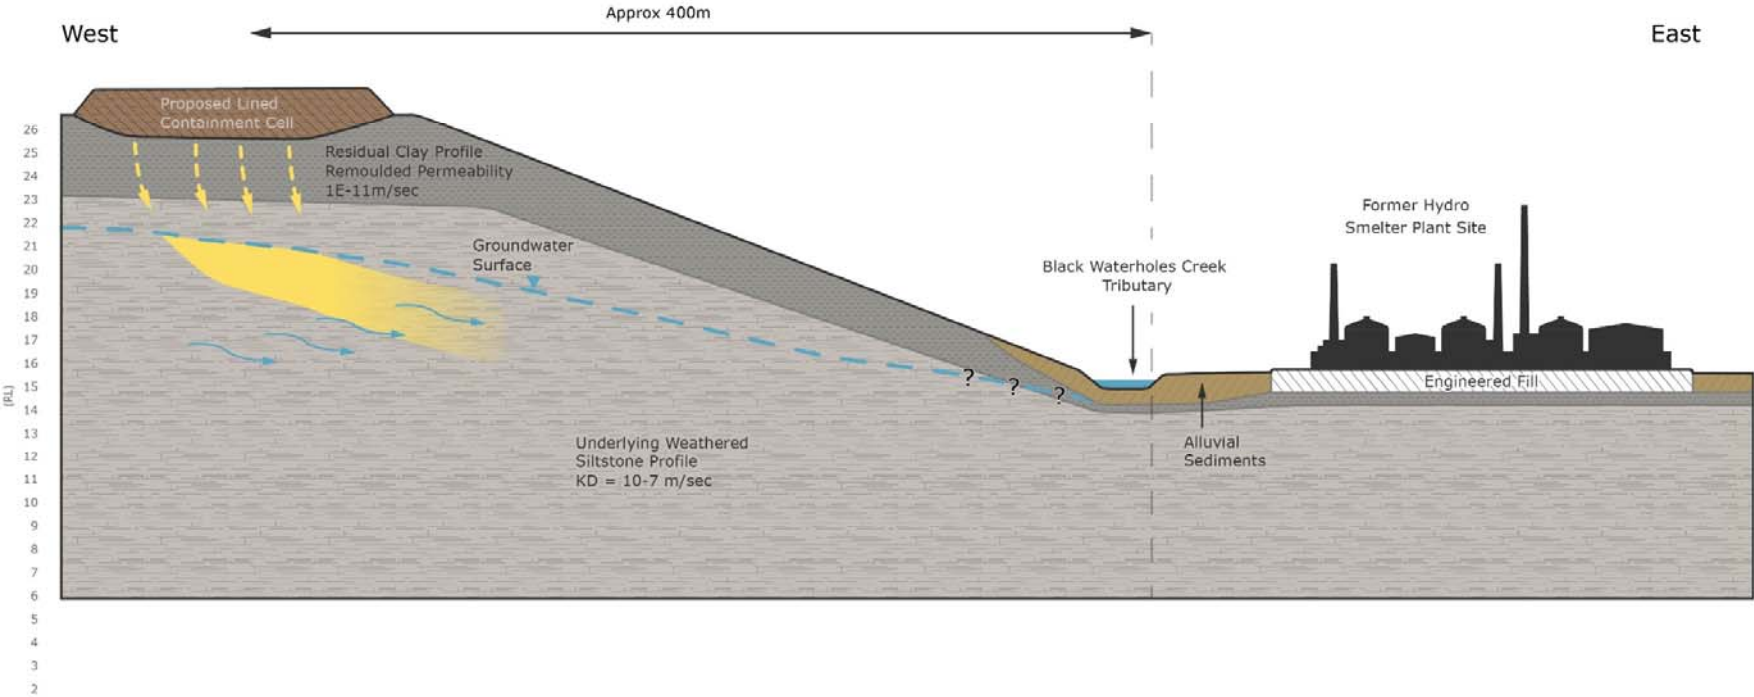 Approx 400m
West
East
Proposed Lined
Containment Cell
Residual Clay Profile
Remoulded Permeability
1E-11m/sec
Groundwater
Surface
Black Waterholes Creek
Tributary
Former Hydro
Smelter Plant Site
Engineered Fill
Alluvial
Sediments
Underlying Weathered
Siltstone Profile
KD = 10-7 m/sec
?
?
?
26
25
24
23
22
21
20
19
18
17
16
15
14
13
12
11
10
9
8
7
6
5
4
3
2